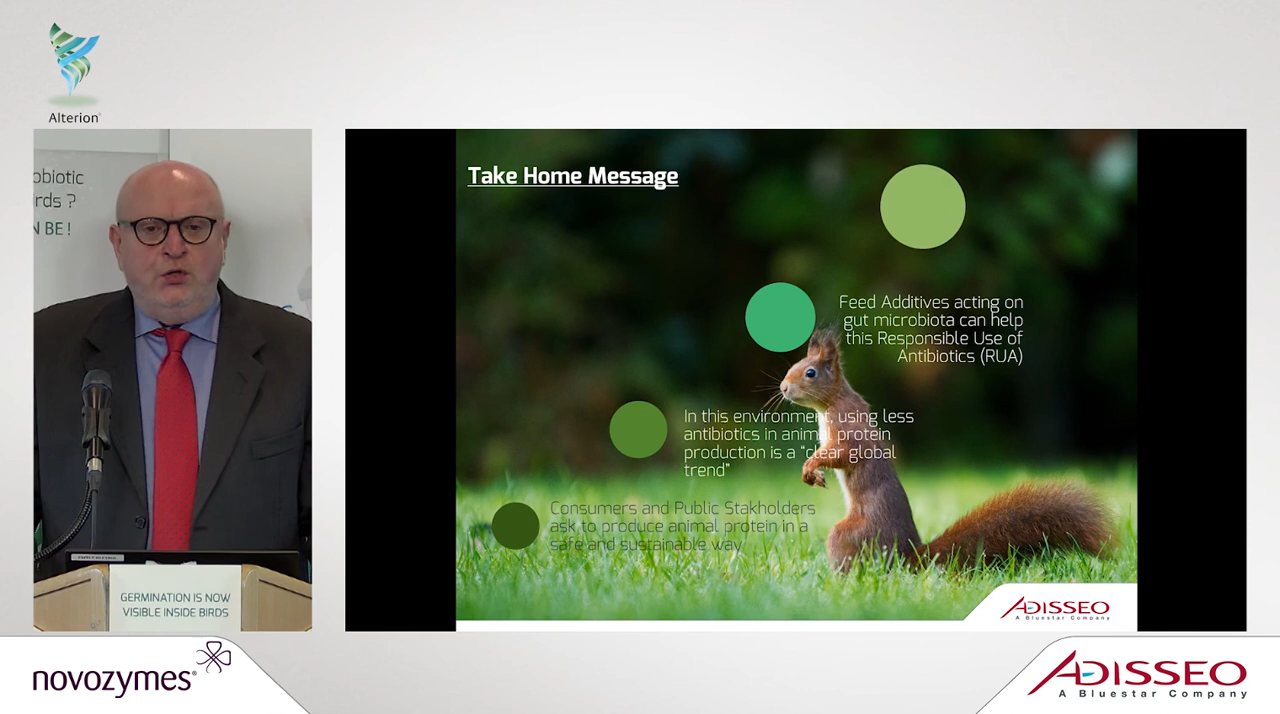 Alterion®
obiotic
rds ?
N BE !
GERMINATION IS NOW
VISIBLE INSIDE BIRDS
Take Home Message
Feed Additives acting on
gut microbiota can help
this Responsible Use of
Antibiotics (RUA)
In this environment, using less
antibiotics in animal protein
production is a “clear global
trend”
Consumers and Public Stakholders
ask to produce animal protein in a
safe and sustainable way
ADISSEO
A Bluestar Company
novozymes®
ADISSEO
A Bluestar Company